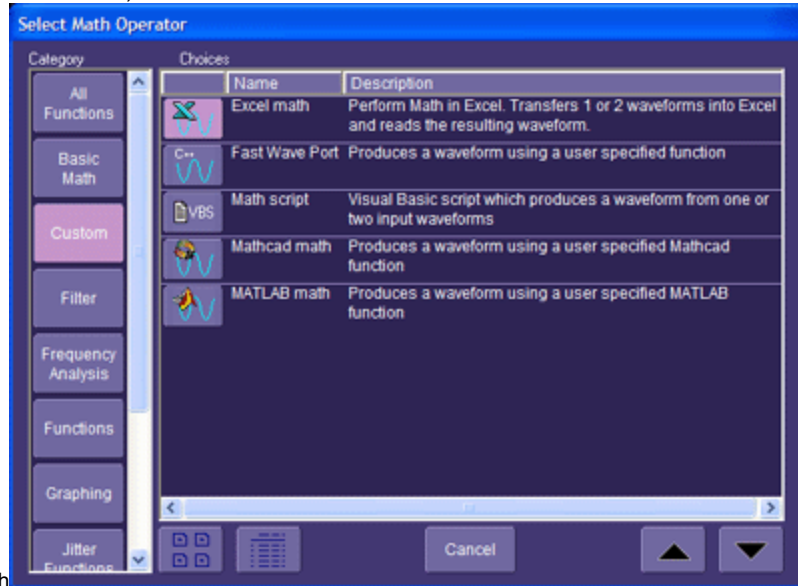 Select Math Operator
Category
Choices
All
Functions
Basic
Math
Custom
Filter
Frequency
Analysis
Functions
Graphing
Jitter
Functions
Name Description
Excel math Perform Math in Excel. Transfers 1 or 2 waveforms into Excel
and reads the resulting waveform.
C++
Fast Wave Port Produces a waveform using a user specified function
VBS
Math script Visual Basic script which produces a waveform from one or
two input waveforms
Mathcad math Produces a waveform using a user specified Mathcad
function
MATLAB math Produces a waveform using a user specified MATLAB
function
Cancel
h